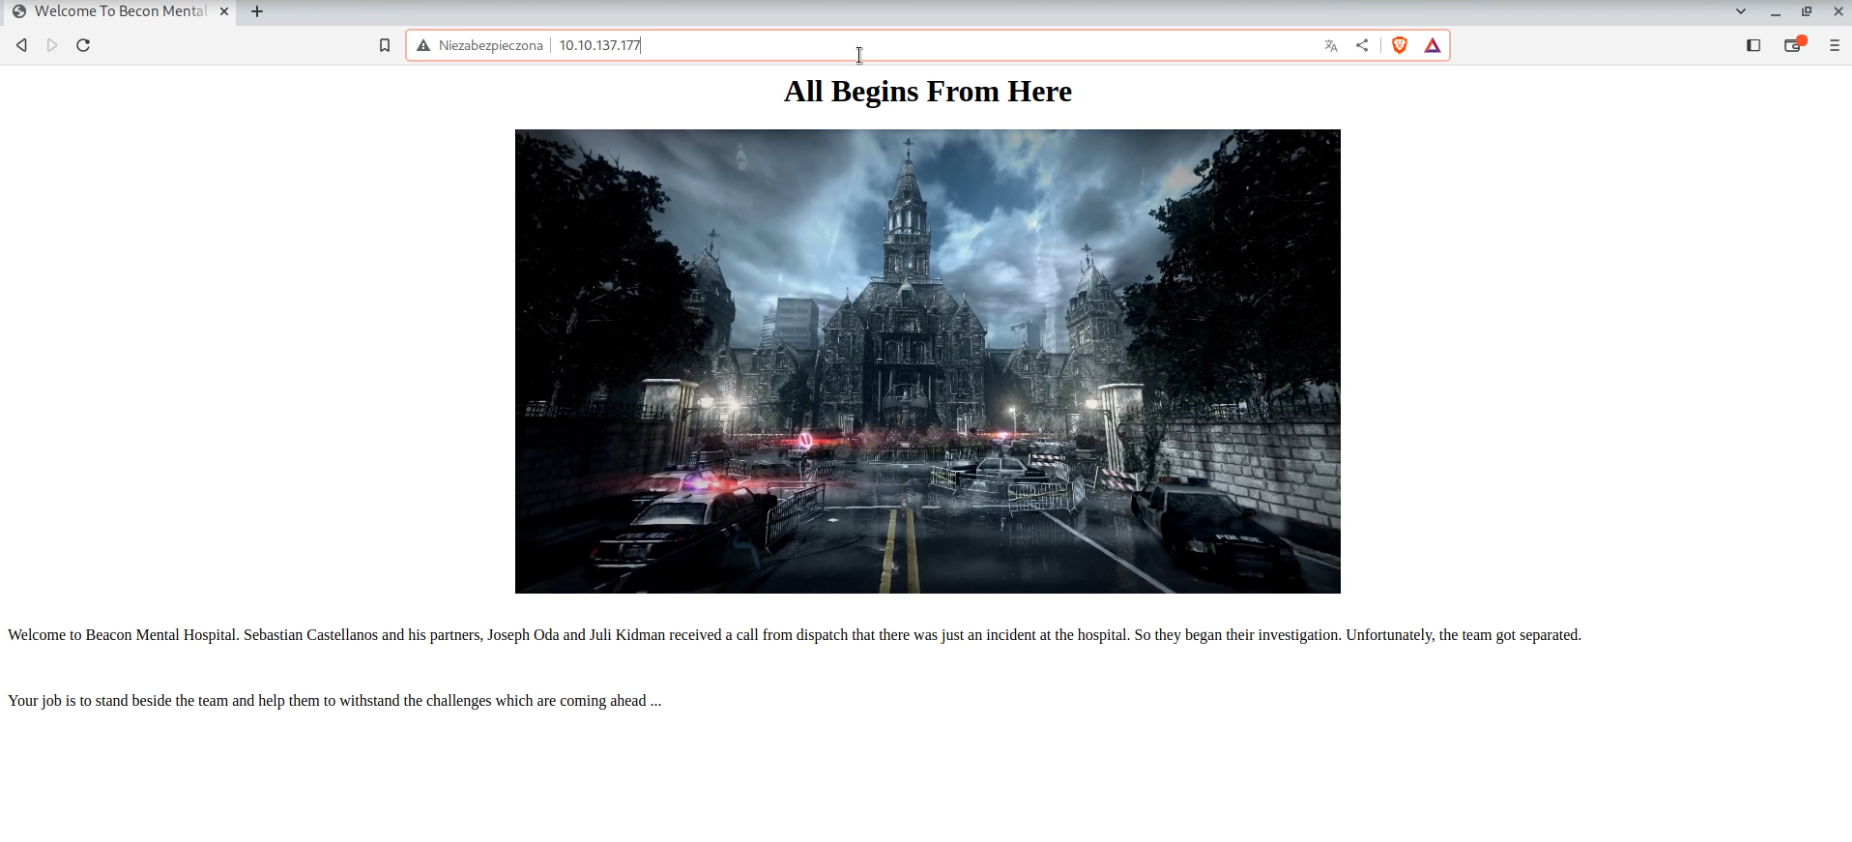 Welcome To Becon Mental
Niezabezpieczona 10.10.137.177
All Begins From Here
POLICE
Welcome to Beacon Mental Hospital. Sebastian Castellanos and his partners, Joseph Oda and Juli Kidman received a call from dispatch that there was just an incident at the hospital. So they began their investigation. Unfortunately, the team got separated.
Your job is to stand beside the team and help them to withstand the challenges which are coming ahead ...